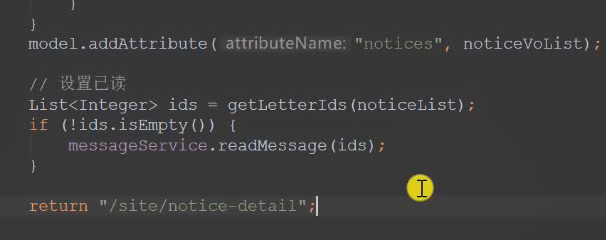 }
}
model.addAttribute( attributeName: "notices", noticeVoList);
// 设置已读
List<Integer> ids = getLetterIds(noticeList);
if (!ids.isEmpty()) {
messageService.readMessage(ids);
}
return "/site/notice-detail";